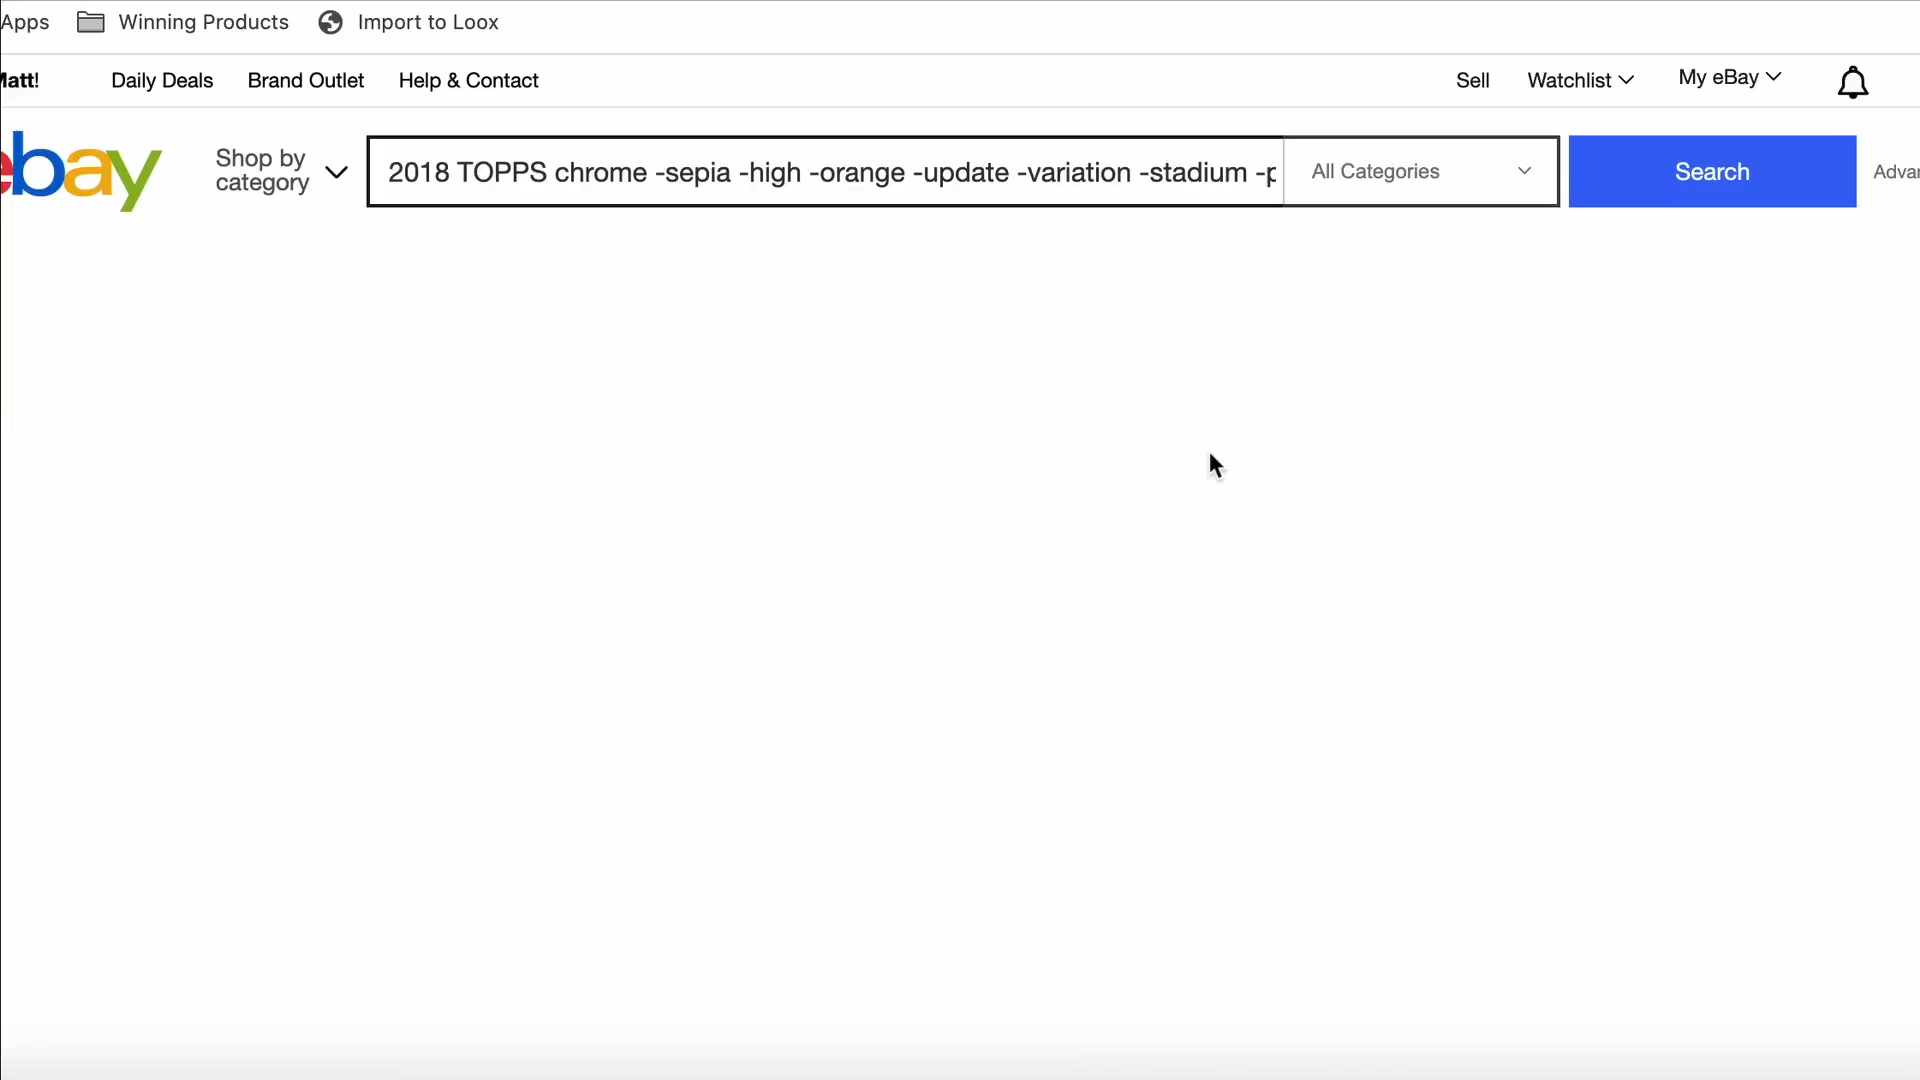 Apps Winning Products Import to Loox
Matt! Daily Deals Brand Outlet Help & Contact Sell Watchlist My eBay
ebay Shop by category 2018 TOPPS chrome -sepia -high -orange -update -variation -stadium - All Categories Search